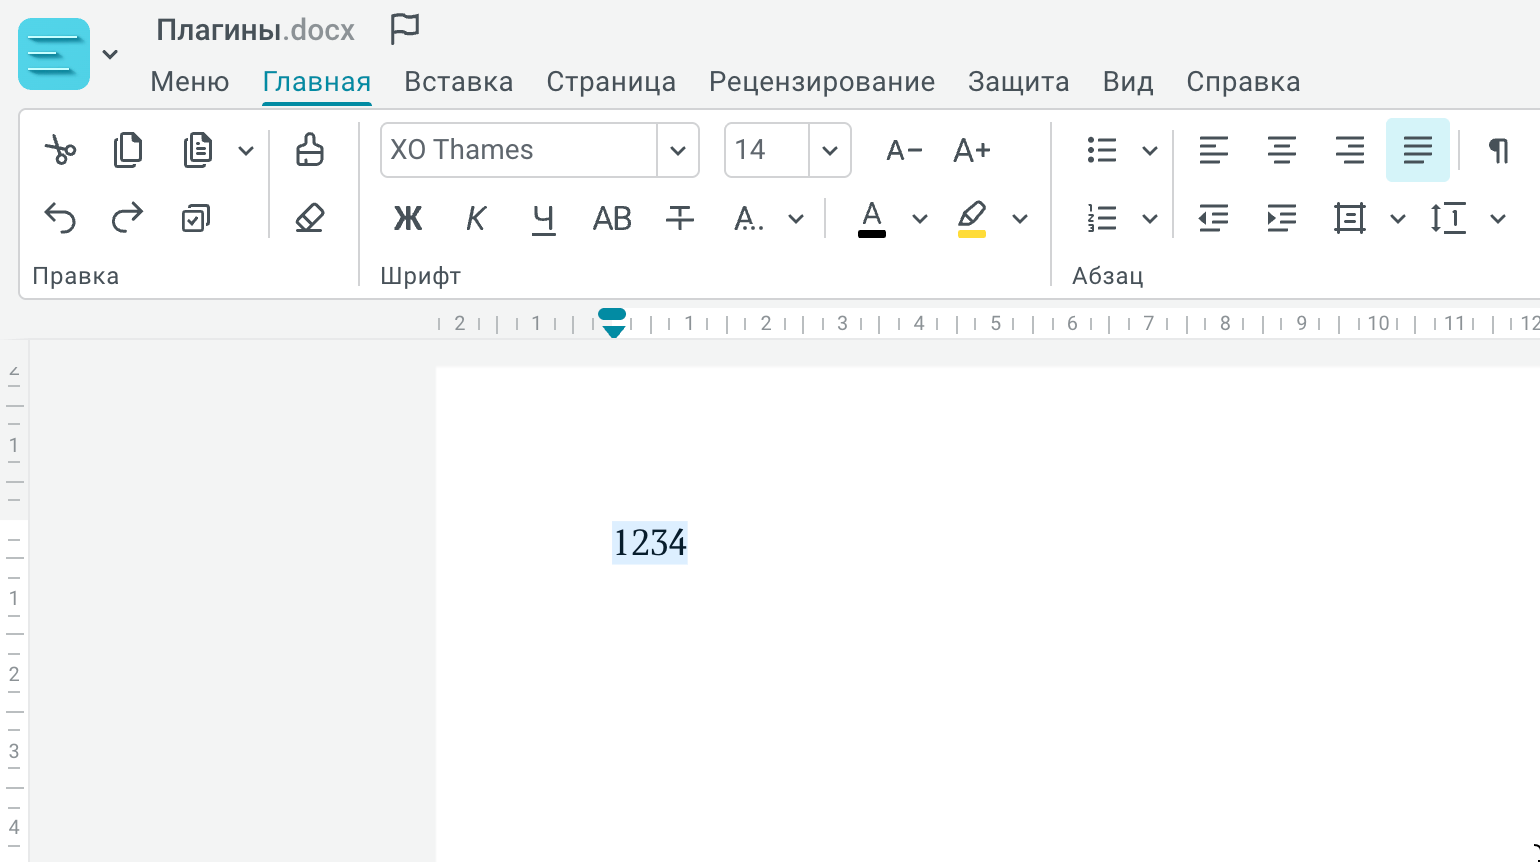 Плагины.docx
Меню Главная Вставка Страница Рецензирование Защита Вид Справка
XO Thames 14 A− A+
Ж К Ч АВ Т А... А
Правка Шрифт Абзац
2 1 1 2 3 4 5 6 7 8 9 10 11 12
2
1
1
2
3
4
1234